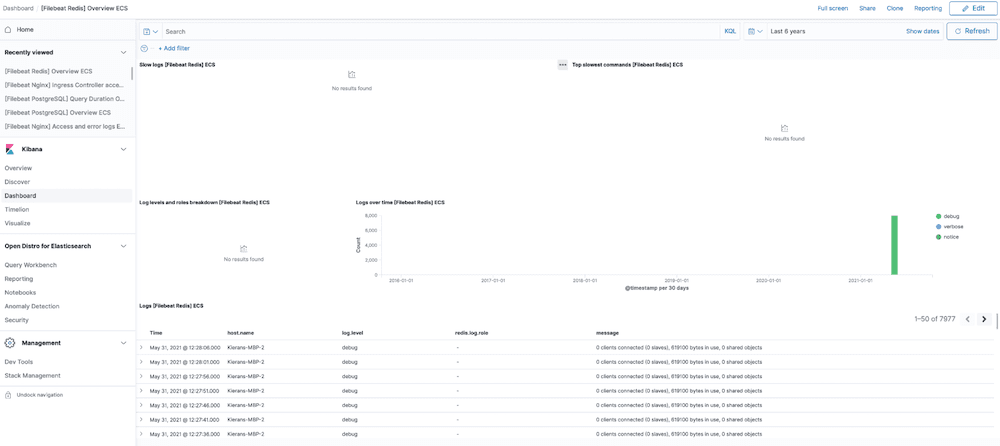 Dashboard / [Filebeat Redis] Overview ECS
Full screen Share Clone Reporting Edit
Home
Search KQL Last 6 years Show dates Refresh
+ Add filter
Recently viewed
[Filebeat Redis] Overview ECS
[Filebeat Nginx] Ingress Controller acce...
[Filebeat PostgreSQL] Query Duration O...
[Filebeat PostgreSQL] Overview ECS
[Filebeat Nginx] Access and error logs E...
Kibana
Overview
Discover
Dashboard
Timelion
Visualize
Open Distro for Elasticsearch
Query Workbench
Reporting
Notebooks
Anomaly Detection
Security
Management
Dev Tools
Stack Management
Undock navigation
Slow logs [Filebeat Redis] ECS
No results found
Top slowest commands [Filebeat Redis] ECS
No results found
Log levels and roles breakdown [Filebeat Redis] ECS
No results found
Logs over time [Filebeat Redis] ECS
8,000
6,000
4,000
2,000
0
Count
2016-01-01 2017-01-01 2018-01-01 2019-01-01 2020-01-01 2021-01-01
@timestamp per 30 days
debug
verbose
notice
Logs [Filebeat Redis] ECS
1–50 of 7977
Time host.name log.level redis.log.role message
May 31, 2021 @ 12:28:06.000 Kierans-MBP-2 debug - 0 clients connected (0 slaves), 619100 bytes in use, 0 shared objects
May 31, 2021 @ 12:28:01.000 Kierans-MBP-2 debug - 0 clients connected (0 slaves), 619100 bytes in use, 0 shared objects
May 31, 2021 @ 12:27:56.000 Kierans-MBP-2 debug - 0 clients connected (0 slaves), 619100 bytes in use, 0 shared objects
May 31, 2021 @ 12:27:51.000 Kierans-MBP-2 debug - 0 clients connected (0 slaves), 619100 bytes in use, 0 shared objects
May 31, 2021 @ 12:27:46.000 Kierans-MBP-2 debug - 0 clients connected (0 slaves), 619100 bytes in use, 0 shared objects
May 31, 2021 @ 12:27:41.000 Kierans-MBP-2 debug - 0 clients connected (0 slaves), 619100 bytes in use, 0 shared objects
May 31, 2021 @ 12:27:36.000 Kierans-MBP-2 debug - 0 clients connected (0 slaves), 619100 bytes in use, 0 shared objects